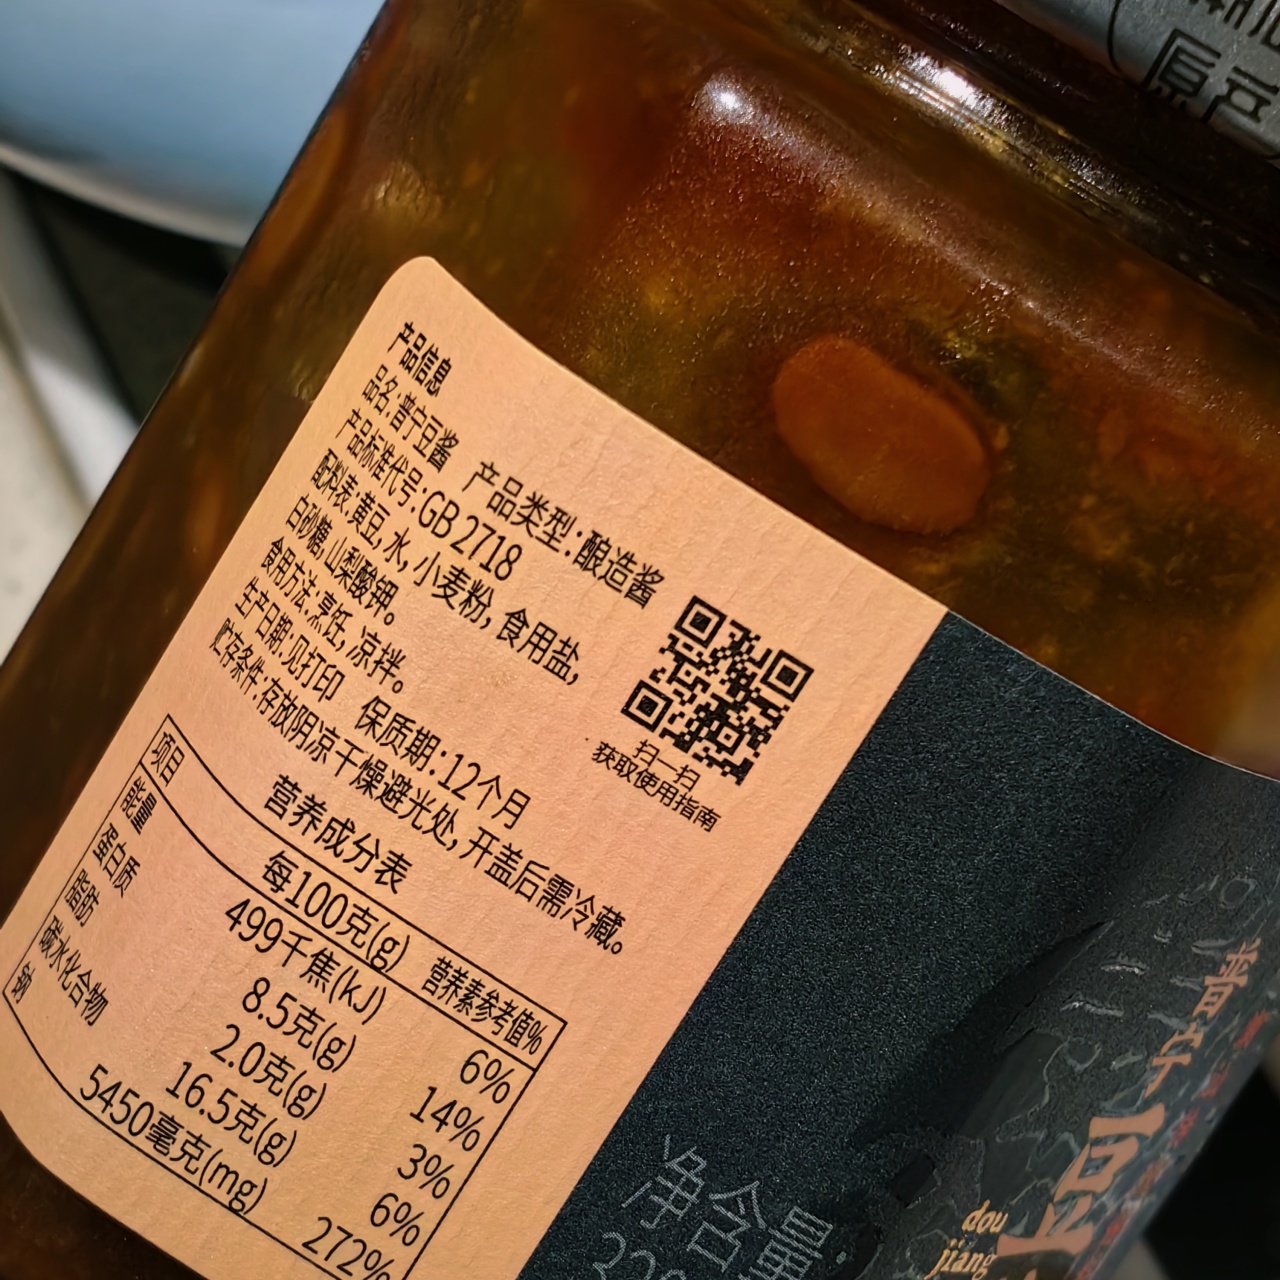 原产
产品信息
品名:普宁豆酱 产品类型:酿造酱
产品标准代号:GB 2718
配料表:黄豆,水,小麦粉,食用盐,
白砂糖,山梨酸钾。
食用方法:烹饪,凉拌。
生产日期:见打印 保质期:12个月
贮存条件:存放阴凉干燥避光处,开盖后需冷藏。
扫一扫
获取使用指南
营养成分表
项目 每100克(g) 营养素参考值%
能量 499千焦(kJ) 6%
蛋白质 8.5克(g) 14%
脂肪 2.0克(g) 3%
碳水化合物 16.5克(g) 6%
钠 5450毫克(mg) 272%
净含量:
普宁豆
dou
jiang